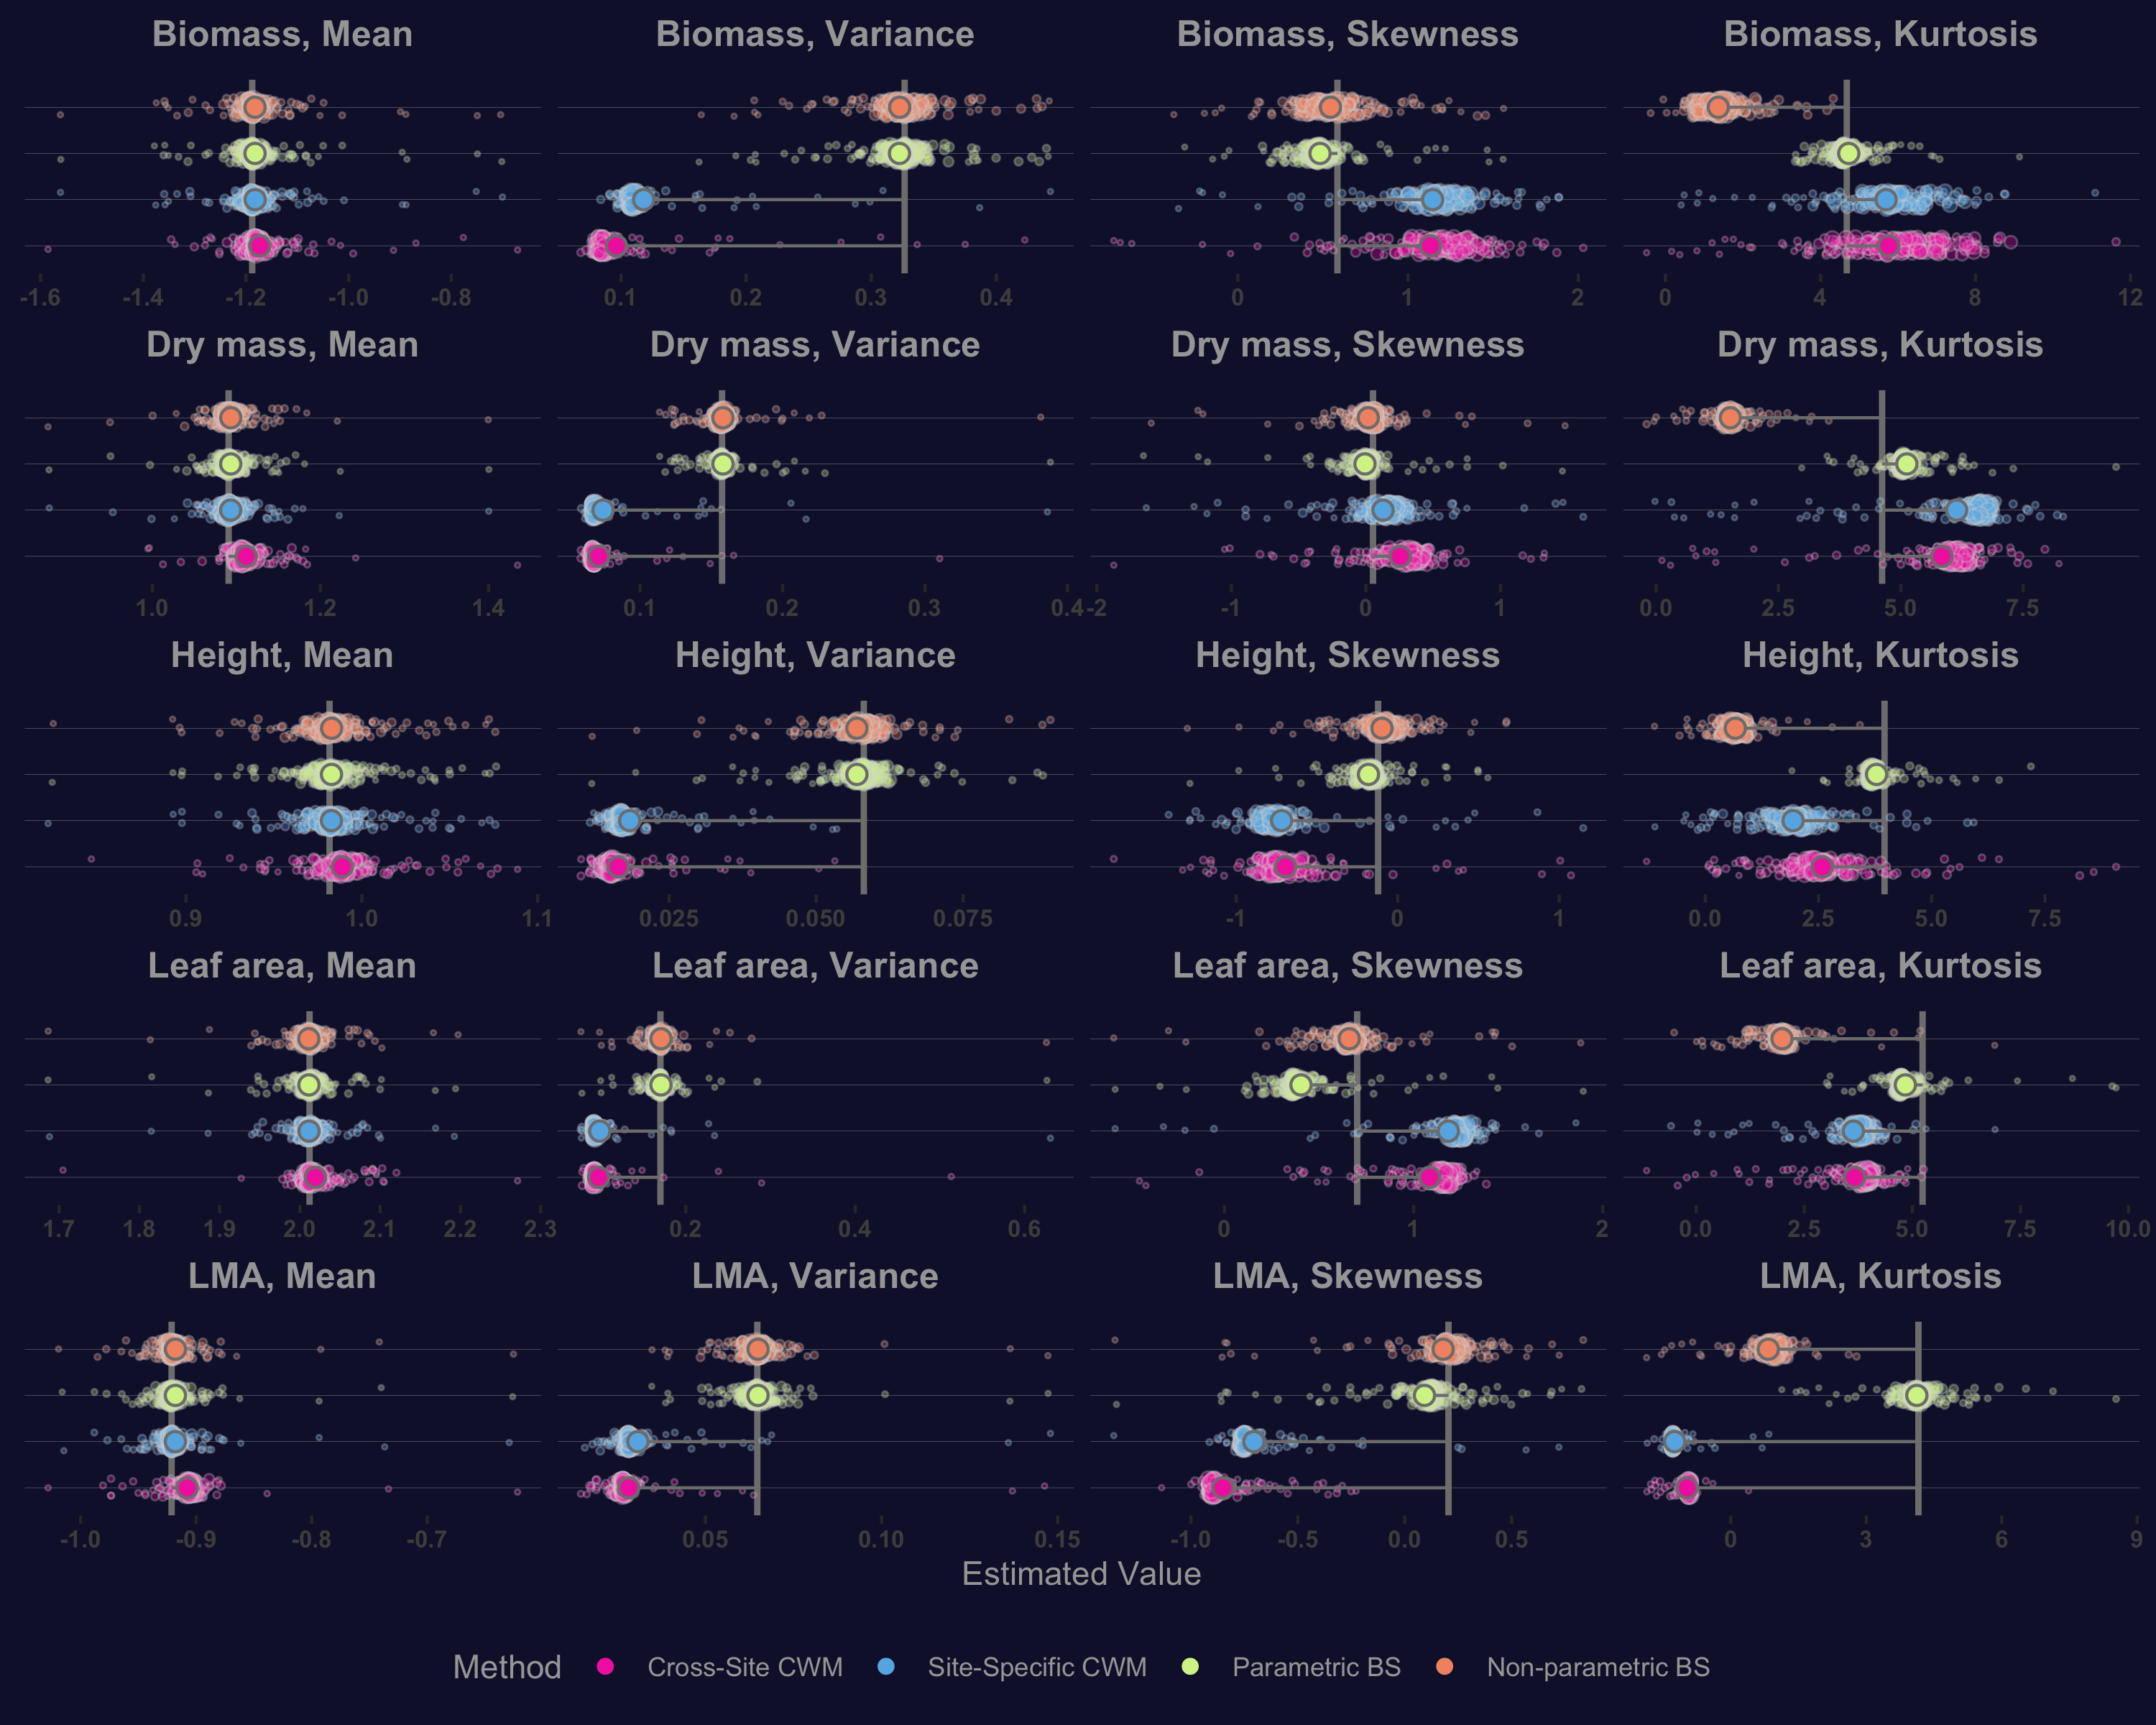 Biomass, Mean Biomass, Variance Biomass, Skewness Biomass, Kurtosis
-1.6 -1.4 -1.2 -1.0 -0.8 0.1 0.2 0.3 0.4 0 1 2 0 4 8 12
Dry mass, Mean Dry mass, Variance Dry mass, Skewness Dry mass, Kurtosis
1.0 1.2 1.4 0.1 0.2 0.3 0.4 -2 -1 0 1 0.0 2.5 5.0 7.5
Height, Mean Height, Variance Height, Skewness Height, Kurtosis
0.9 1.0 1.1 0.025 0.050 0.075 -1 0 1 0.0 2.5 5.0 7.5
Leaf area, Mean Leaf area, Variance Leaf area, Skewness Leaf area, Kurtosis
1.7 1.8 1.9 2.0 2.1 2.2 2.3 0.2 0.4 0.6 0 1 2 0.0 2.5 5.0 7.5 10.0
LMA, Mean LMA, Variance LMA, Skewness LMA, Kurtosis
-1.0 -0.9 -0.8 -0.7 0.05 0.10 0.15 -1.0 -0.5 0.0 0.5 0 3 6 9
Estimated Value
Method Cross-Site CWM Site-Specific CWM Parametric BS Non-parametric BS